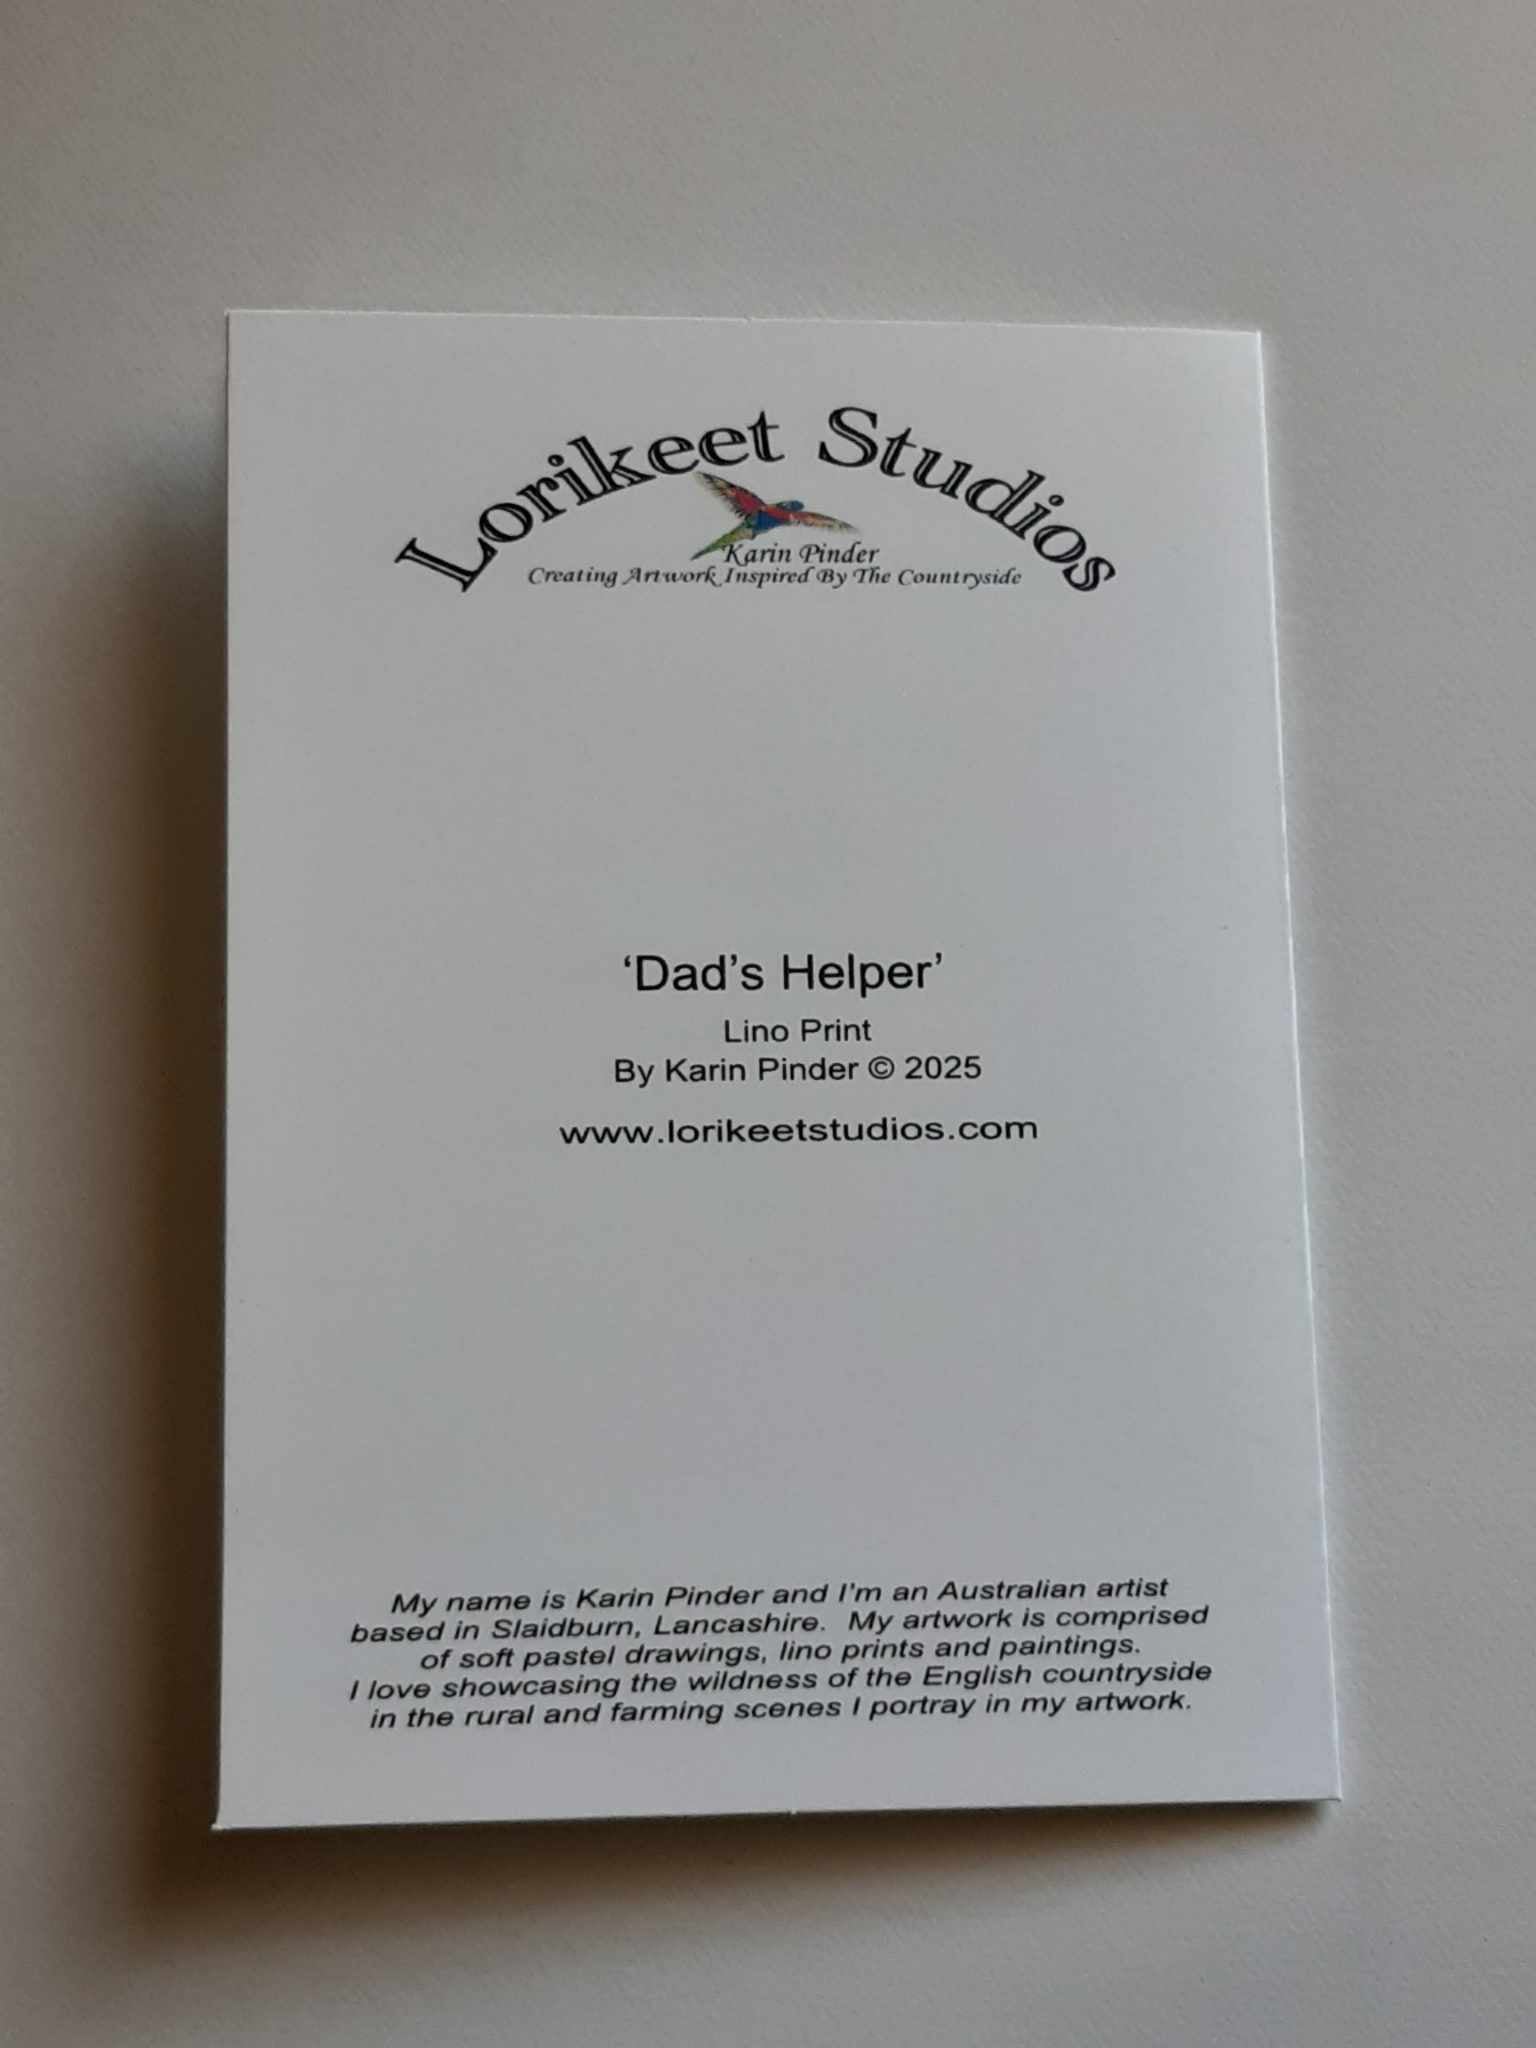 Lorikeet Studios
Karin Pinder
Creating Artwork Inspired By The Countryside
‘Dad’s Helper’
Lino Print
By Karin Pinder © 2025
www.lorikeetstudios.com
My name is Karin Pinder and I’m an Australian artist
based in Slaidburn, Lancashire.  My artwork is comprised
of soft pastel drawings, lino prints and paintings.
I love showcasing the wildness of the English countryside
in the rural and farming scenes I portray in my artwork.